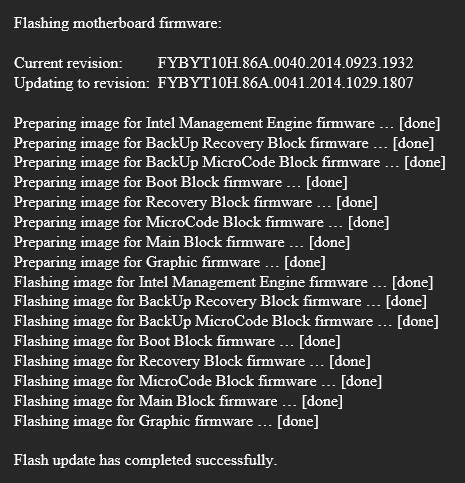 Flashing motherboard firmware:
Current revision: FYBYT10H.86A.0040.2014.0923.1932
Updating to revision: FYBYT10H.86A.0041.2014.1029.1807
Preparing image for Intel Management Engine firmware … [done]
Preparing image for BackUp Recovery Block firmware … [done]
Preparing image for BackUp MicroCode Block firmware … [done]
Preparing image for Boot Block firmware … [done]
Preparing image for Recovery Block firmware … [done]
Preparing image for MicroCode Block firmware … [done]
Preparing image for Main Block firmware … [done]
Preparing image for Graphic firmware … [done]
Flashing image for Intel Management Engine firmware … [done]
Flashing image for BackUp Recovery Block firmware … [done]
Flashing image for BackUp MicroCode Block firmware … [done]
Flashing image for Boot Block firmware … [done]
Flashing image for Recovery Block firmware … [done]
Flashing image for MicroCode Block firmware … [done]
Flashing image for Main Block firmware … [done]
Flashing image for Graphic firmware … [done]
Flash update has completed successfully.